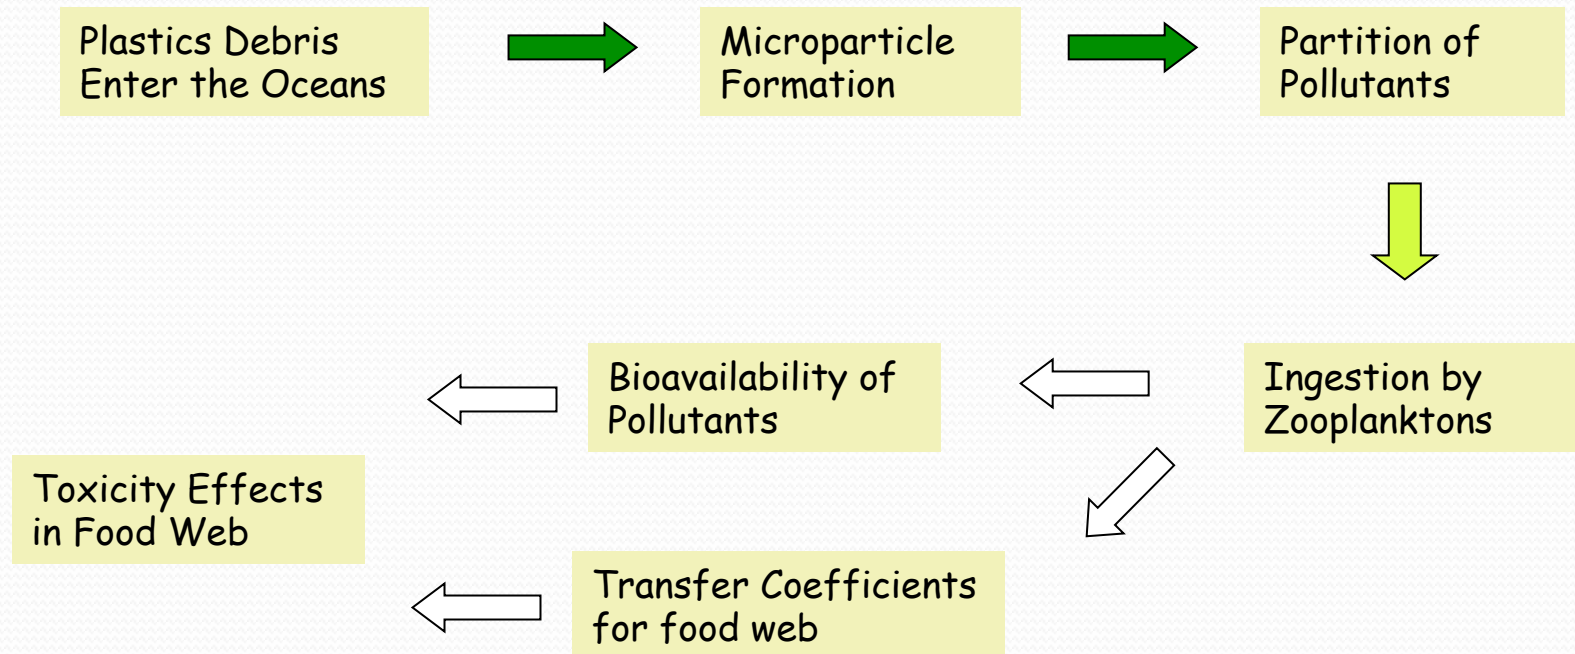 Plastics Debris
Enter the Oceans
Microparticle
Formation
Partition of
Pollutants
Ingestion by
Zooplanktons
Bioavailability of
Pollutants
Transfer Coefficients
for food web
Toxicity Effects
in Food Web